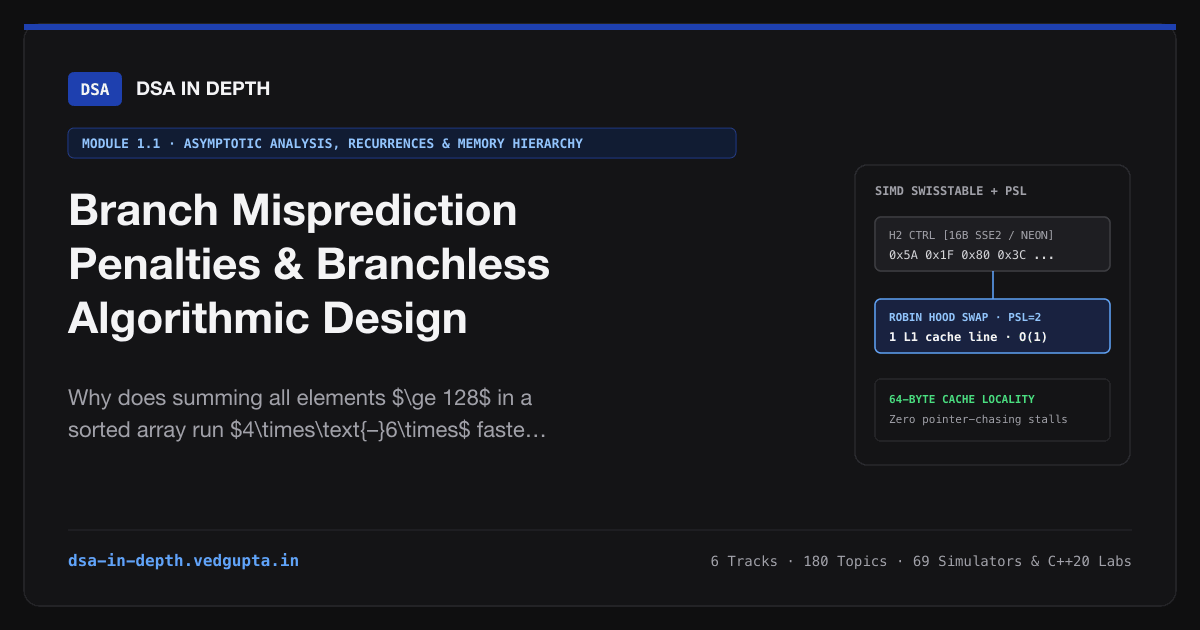 DSA
DSA IN DEPTH
MODULE 1.1 · ASYMPTOTIC ANALYSIS, RECURRENCES & MEMORY HIERARCHY
Branch Misprediction
Penalties & Branchless
Algorithmic Design
Why does summing all elements $\ge 128$ in a
sorted array run $4\times\text{–}6\times$ faste…
SIMD SWISSTABLE + PSL
H2 CTRL [16B SSE2 / NEON]
0x5A 0x1F 0x80 0x3C ...
ROBIN HOOD SWAP · PSL=2
1 L1 cache line · O(1)
64-BYTE CACHE LOCALITY
Zero pointer-chasing stalls
dsa-in-depth.vedgupta.in
6 Tracks · 180 Topics · 69 Simulators & C++20 Labs